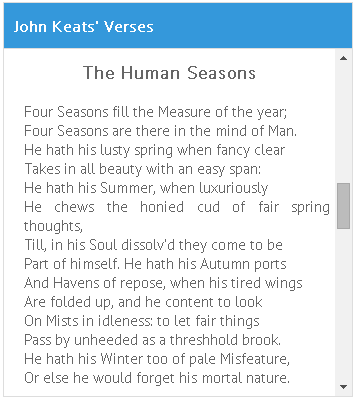 John Keats' Verses
The Human Seasons
Four Seasons fill the Measure of the year;
Four Seasons are there in the mind of Man.
He hath his lusty spring when fancy clear
Takes in all beauty with an easy span:
He hath his Summer, when luxuriously
He chews the honied cud of fair spring
thoughts,
Till, in his Soul dissolv'd they come to be
Part of himself. He hath his Autumn ports
And Havens of repose, when his tired wings
Are folded up, and he content to look
On Mists in idleness: to let fair things
Pass by unheeded as a threshhold brook.
He hath his Winter too of pale Misfeature,
Or else he would forget his mortal nature.